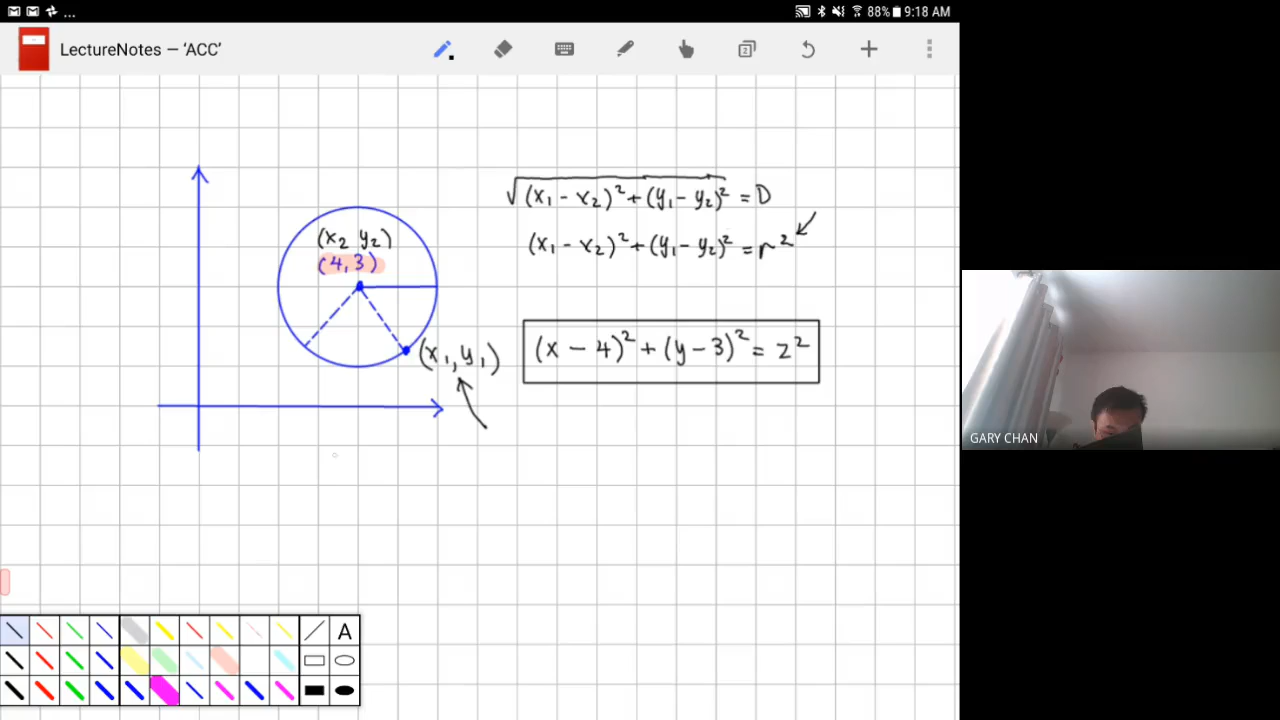 ... 88% 9:18 AM
LectureNotes – ‘ACC’
2
√(x₁ - x₂)² + (y₁ - y₂)² = D
(x₁ - x₂)² + (y₁ - y₂)² = r²
(x₂ y₂)
(4,3)
(x₁, y₁)
(x - 4)² + (y - 3)² = 2²
GARY CHAN
A